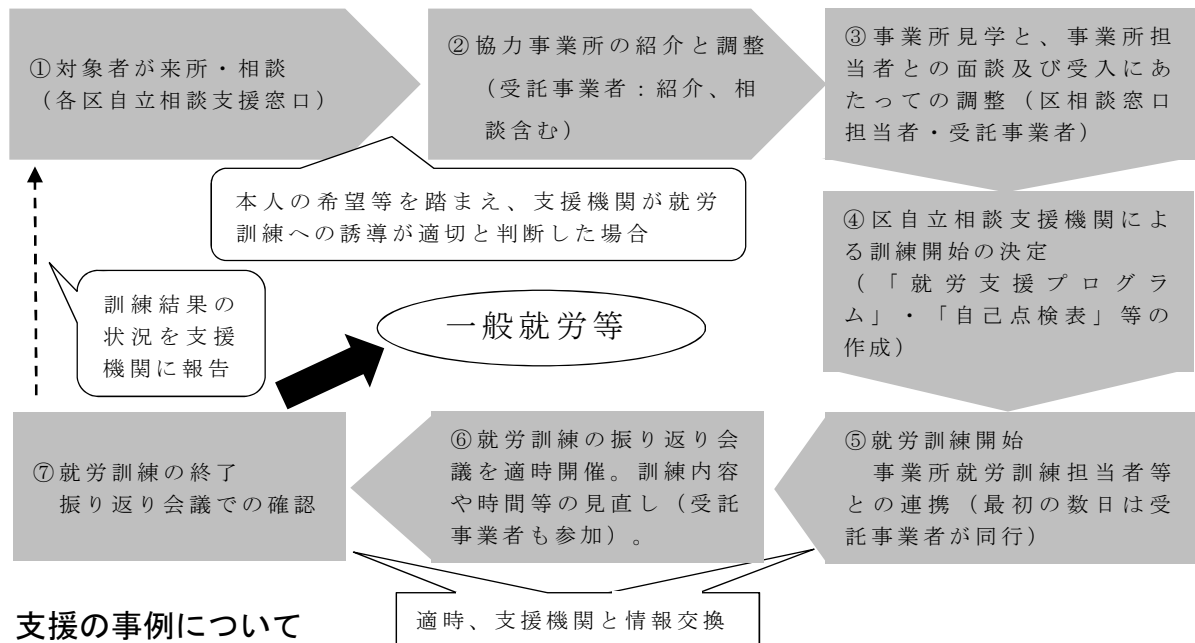 ①対象者が来所・相談
（各区自立相談支援窓口）
②協力事業所の紹介と調整
（受託事業者：紹介、相
談含む）
③事業所見学と、事業所担
当者との面談及び受入にあ
たっての調整（区相談窓口
担当者・受託事業者）
本人の希望等を踏まえ、支援機関が就労
訓練への誘導が適切と判断した場合
④区自立相談支援機関によ
る訓練開始の決定
（「就労支援プログラ
ム」・「自己点検表」等の
作成）
訓練結果の
状況を支援
機関に報告
一般就労等
⑤就労訓練開始
事業所就労訓練担当者等
との連携（最初の数日は受
託事業者が同行）
⑥就労訓練の振り返り会
議を適時開催。訓練内容
や時間等の見直し（受託
事業者も参加）。
⑦就労訓練の終了
振り返り会議での確認
適時、支援機関と情報交換
支援の事例について